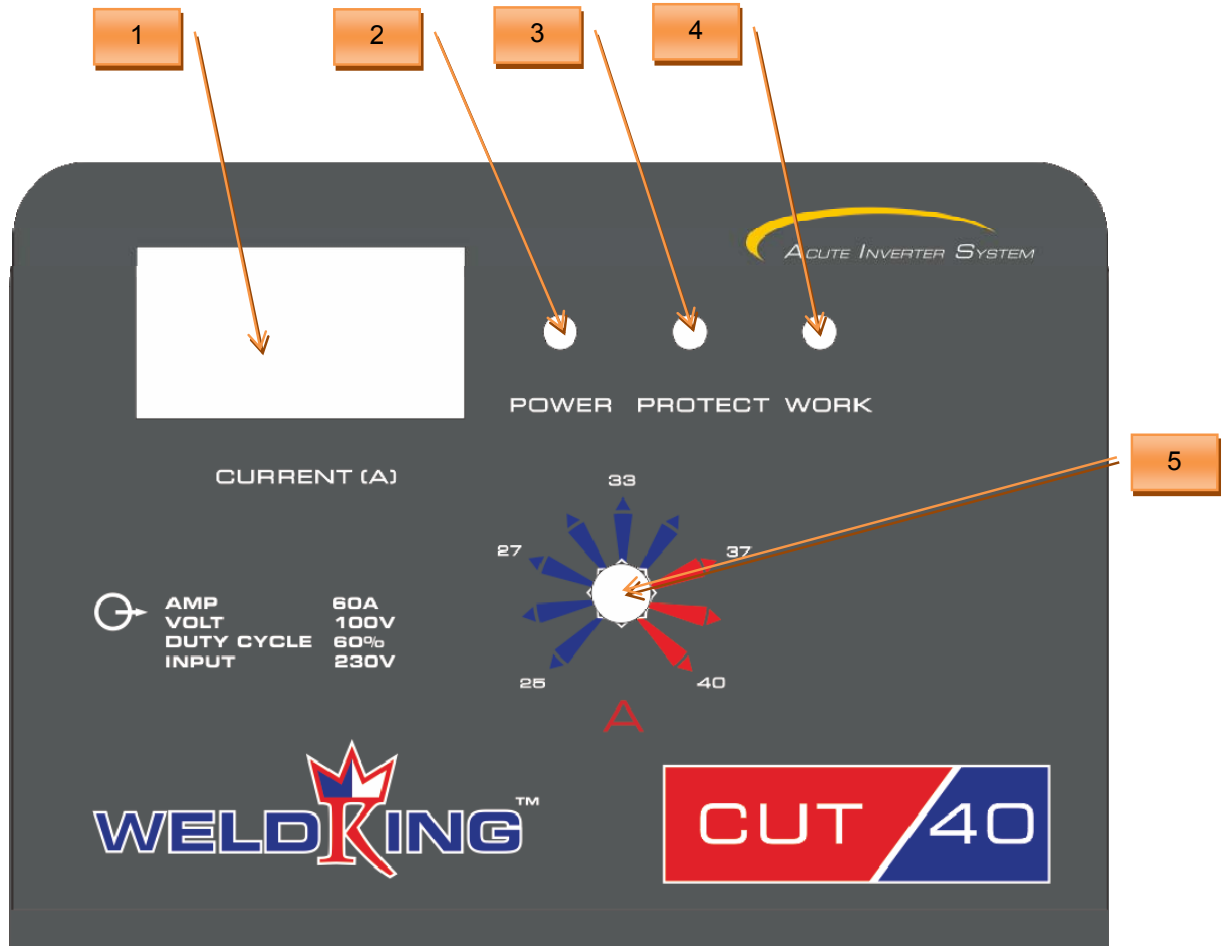 1
2
3
4
ACUTE INVERTER SYSTEM
POWER PROTECT WORK
5
CURRENT (A)
33
27
37
AMP 60A
VOLT 100V
DUTY CYCLE 60%
INPUT 230V
25
40
A
WELDKING™
CUT 40